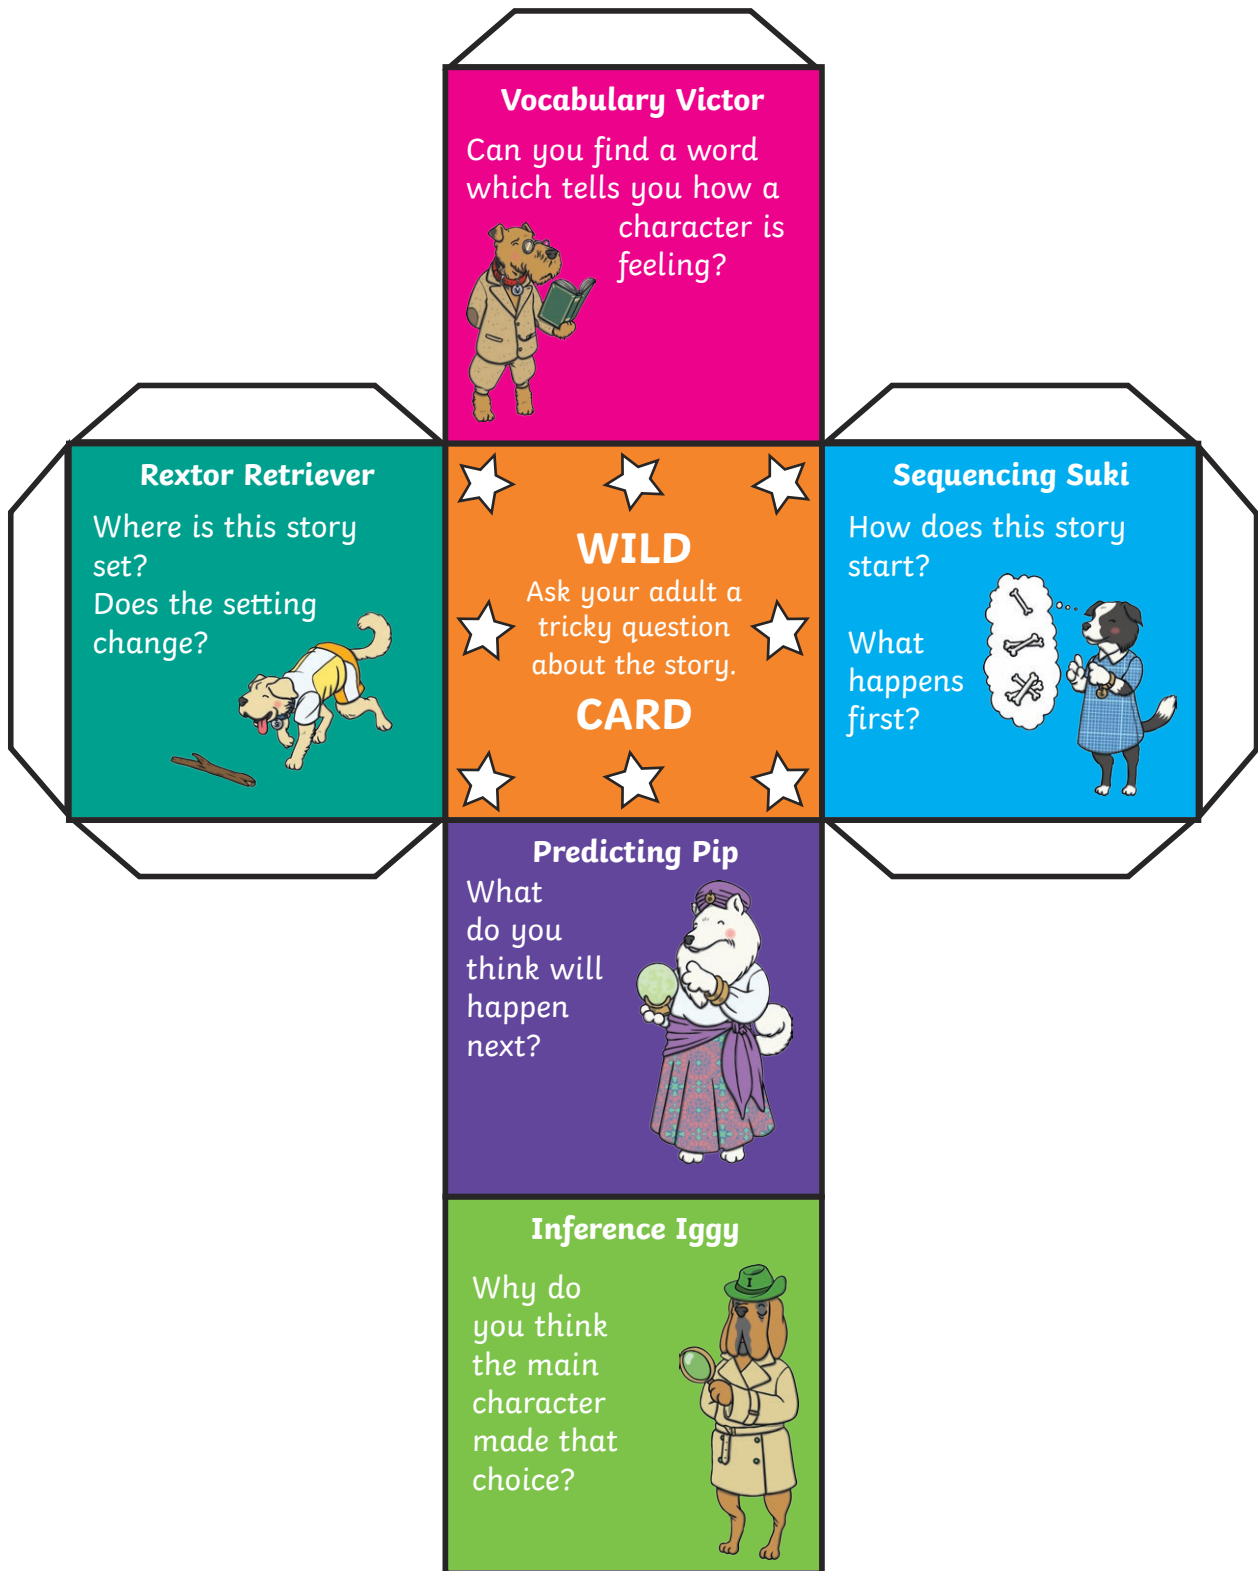 Vocabulary Victor
Can you find a word
which tells you how a
character is
feeling?
Rextor Retriever
Where is this story
set?
Does the setting
change?
WILD
Ask your adult a
tricky question
about the story.
CARD
Sequencing Suki
How does this story
start?
What
happens
first?
Predicting Pip
What
do you
think will
happen
next?
Inference Iggy
I
Why do
you think
the main
character
made that
choice?